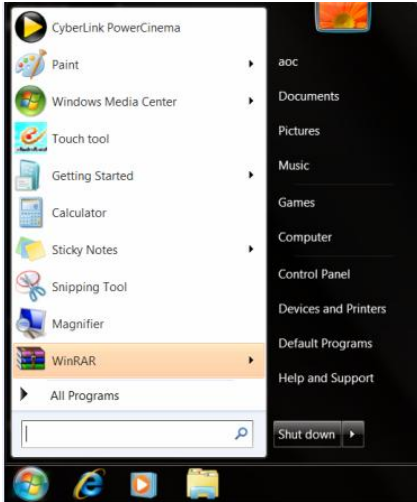 CyberLink PowerCinema
Paint
Windows Media Center
Touch tool
Getting Started
Calculator
Sticky Notes
Snipping Tool
Magnifier
WinRAR
All Programs
aoc
Documents
Pictures
Music
Games
Computer
Control Panel
Devices and Printers
Default Programs
Help and Support
Shut down